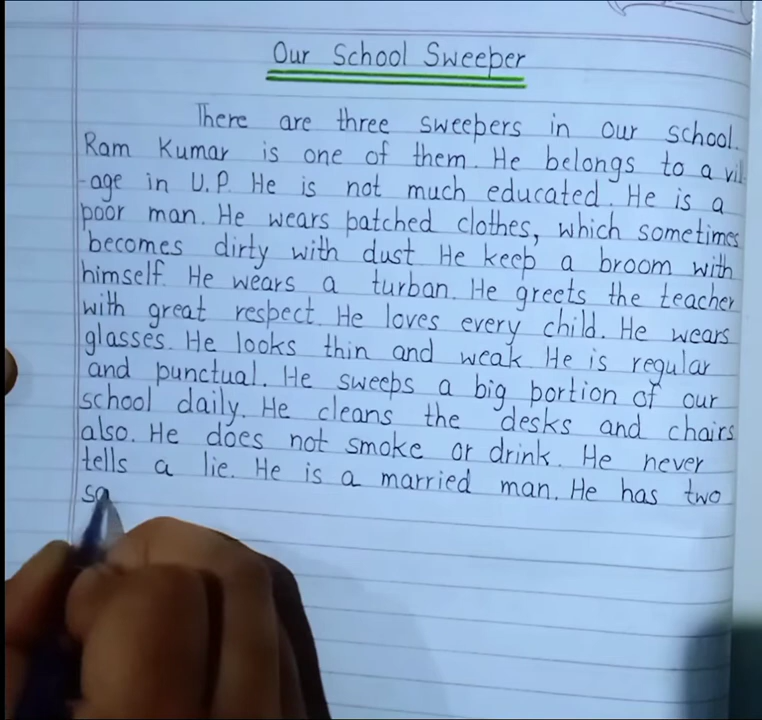 Our School Sweeper
There are three sweepers in our school.
Ram Kumar is one of them. He belongs to a vil
-age in U.P. He is not much educated. He is a
poor man. He wears patched clothes, which sometimes
becomes dirty with dust He keep a broom with
himself. He wears a turban. He greets the teacher
with great respect. He loves every child. He wears
glasses. He looks thin and weak. He is regular
and punctual. He sweeps a big portion of our
school daily. He cleans the desks and chairs
also. He does not smoke or drink. He never
tells a lie. He is a married man. He has two